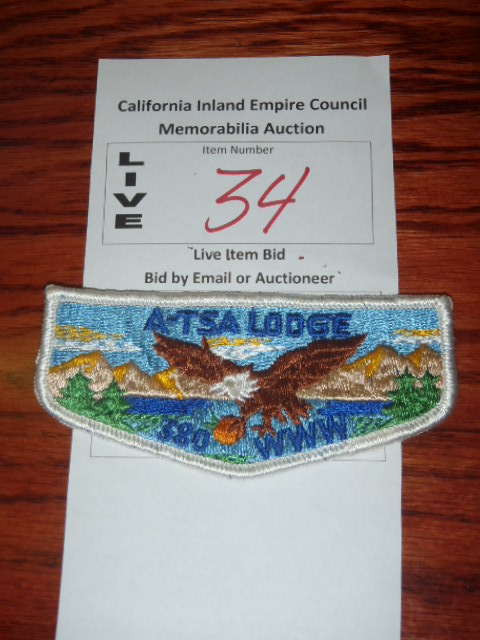 California Inland Empire Council
Memorabilia Auction
LIVE
Item Number
34
Live Item Bid
Bid by Email or Auctioneer
A-TSA LODGE
380 WWW